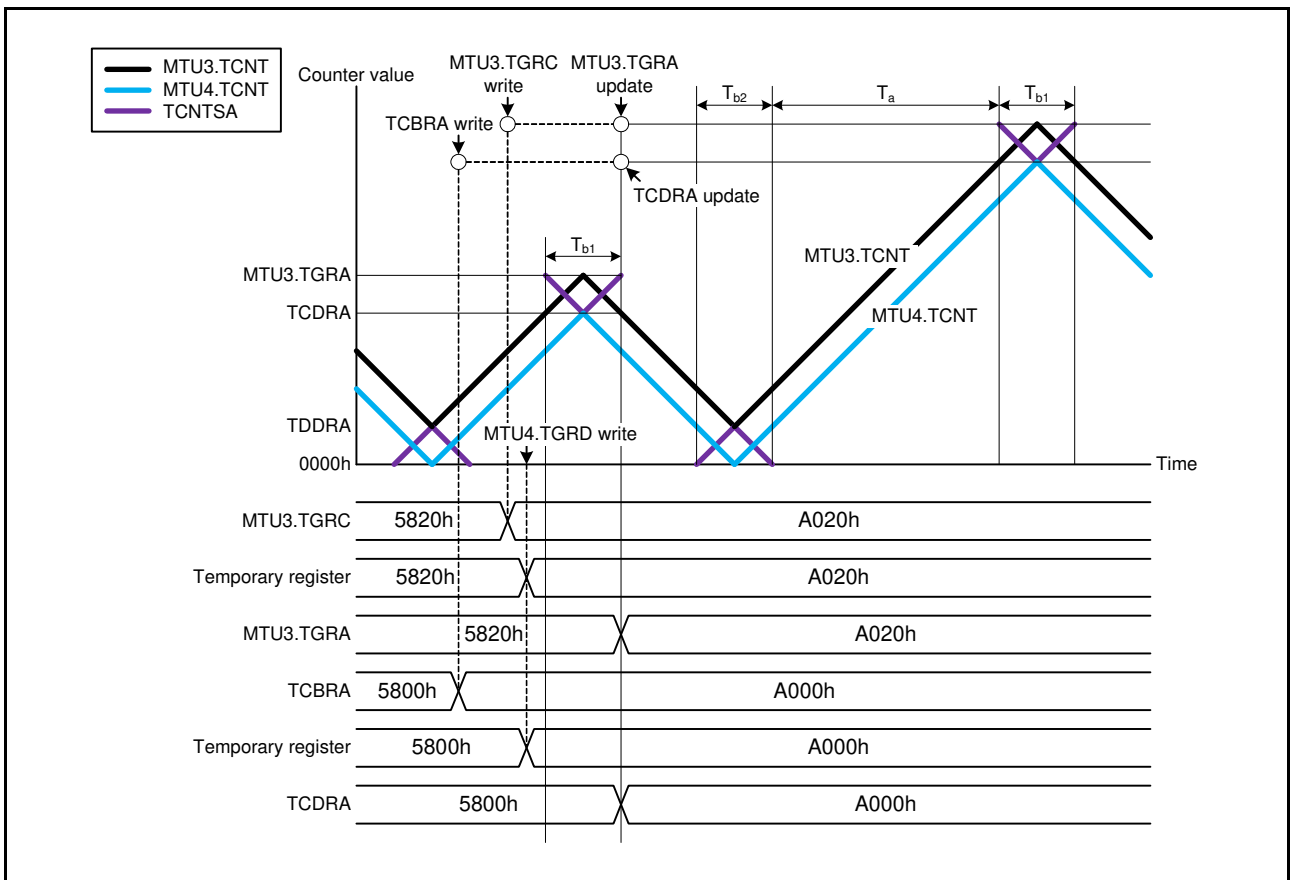 MTU3.TCNT
MTU4.TCNT
TCNTSA
Counter value
MTU3.TGRC
write
MTU3.TGRA
update
Tb2
Ta
Tb1
TCBRA write
TCDRA update
Tb1
MTU3.TCNT
MTU3.TGRA
TCDRA
MTU4.TCNT
TDDRA
MTU4.TGRD write
0000h
Time
MTU3.TGRC
5820h
A020h
Temporary register
5820h
A020h
MTU3.TGRA
5820h
A020h
TCBRA
5800h
A000h
Temporary register
5800h
A000h
TCDRA
5800h
A000h